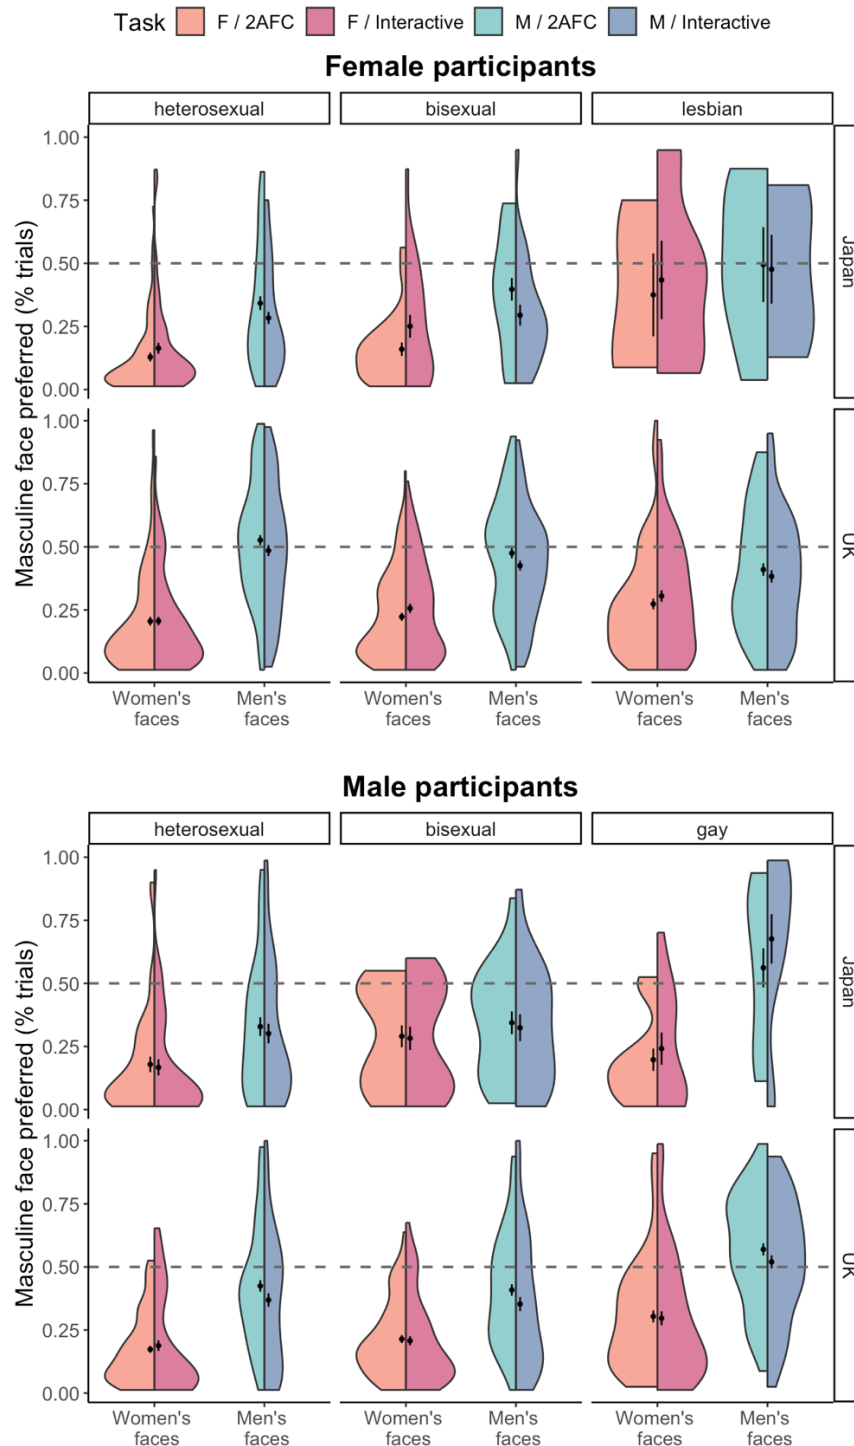 Task F / 2AFC F / Interactive M / 2AFC M / Interactive
Female participants
heterosexual bisexual lesbian
Masculine face preferred (% trials)
1.00
0.75
0.50
0.25
0.00
Japan
1.00
0.75
0.50
0.25
0.00
UK
Women's Men's Women's Men's Women's Men's
faces faces faces faces faces faces
Male participants
heterosexual bisexual gay
Masculine face preferred (% trials)
1.00
0.75
0.50
0.25
0.00
Japan
1.00
0.75
0.50
0.25
0.00
UK
Women's Men's Women's Men's Women's Men's
faces faces faces faces faces faces